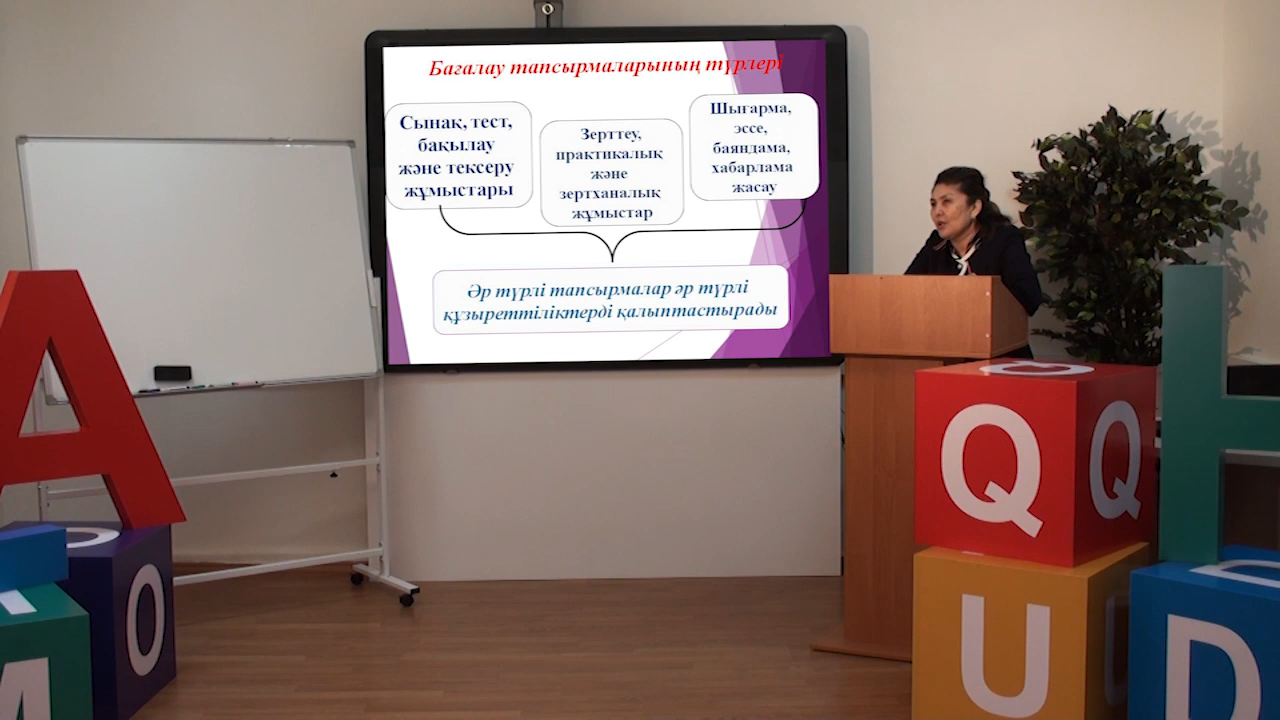 Бағалау тапсырмаларының түрлері
Сынақ, тест,
бақылау
және тексеру
жұмыстары
Зерттеу,
практикалық
және
зертханалық
жұмыстар
Шығарма,
эссе,
баяндама,
хабарлама
жасау
Әр түрлі тапсырмалар әр түрлі
құзыреттіліктерді қалыптастырады
A
O
Q
Q
U
D